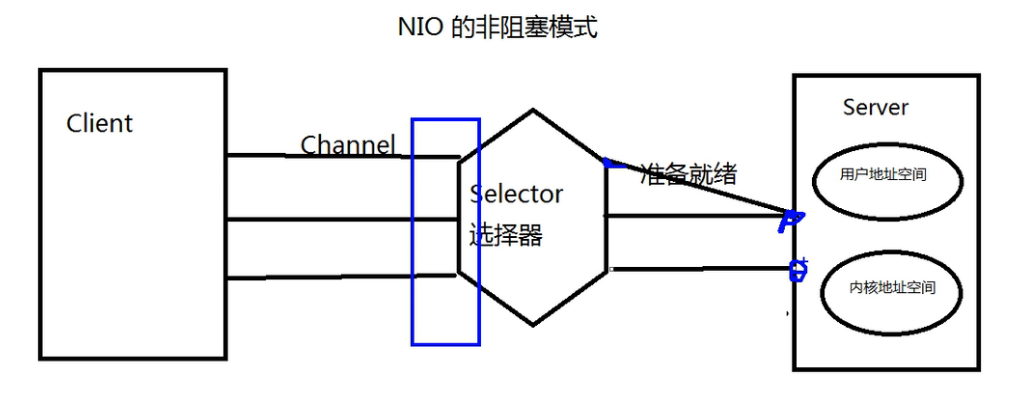 NIO 的非阻塞模式
Client
Channel
Selector
选择器
准备就绪
Server
用户地址空间
内核地址空间